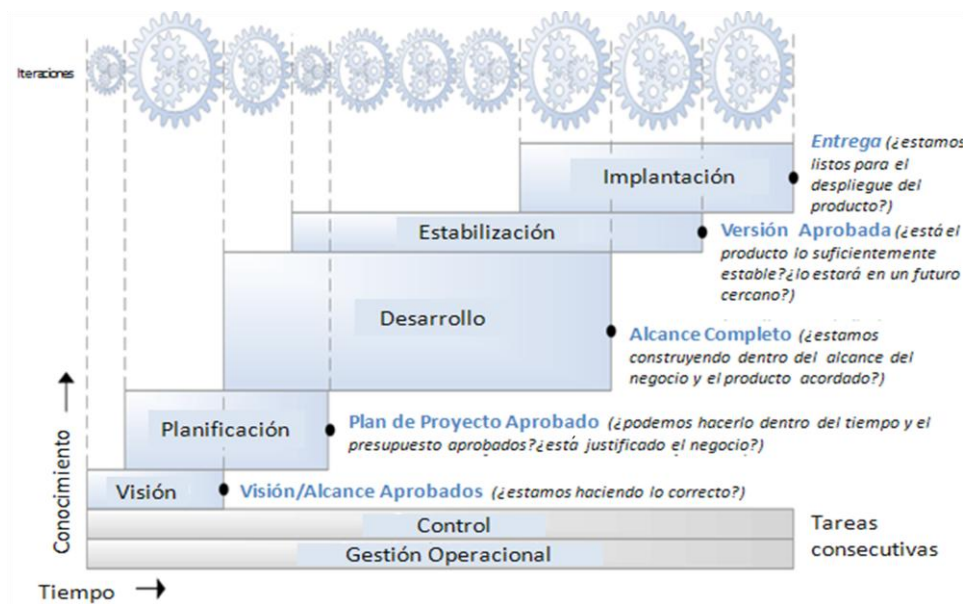 Iteraciones
Entrega (¿estamos
listos para el
despliegue del
producto?)
Implantación
Estabilización
Versión Aprobada (¿está el
producto lo suficientemente
estable?¿lo estará en un futuro
cercano?)
Desarrollo
Alcance Completo (¿estamos
construyendo dentro del alcance del
negocio y el producto acordado?)
Planificación
Plan de Proyecto Aprobado (¿podemos hacerlo dentro del tiempo y el
presupuesto aprobados?¿está justificado el negocio?)
Visión
Visión/Alcance Aprobados (¿estamos haciendo lo correcto?)
Control
Gestión Operacional
Tareas
consecutivas
Conocimiento
Tiempo